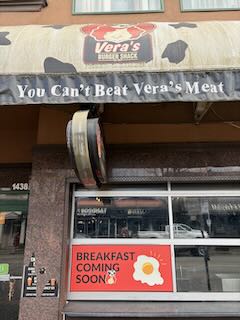 Vera's
BURGER SHACK
You Can't Beat Vera's Meat
1438
BREAKFAST
COMING
SOON